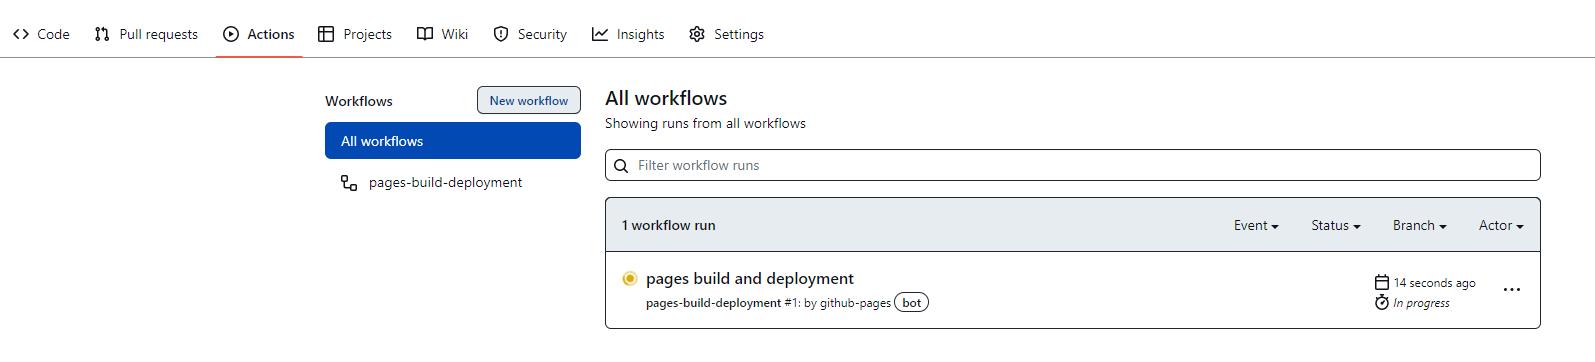 Code Pull requests Actions Projects Wiki Security Insights Settings
Workflows
New workflow
All workflows
pages-build-deployment
All workflows
Showing runs from all workflows
Filter workflow runs
1 workflow run Event Status Branch Actor
pages build and deployment
pages-build-deployment #1: by github-pages bot
14 seconds ago
In progress